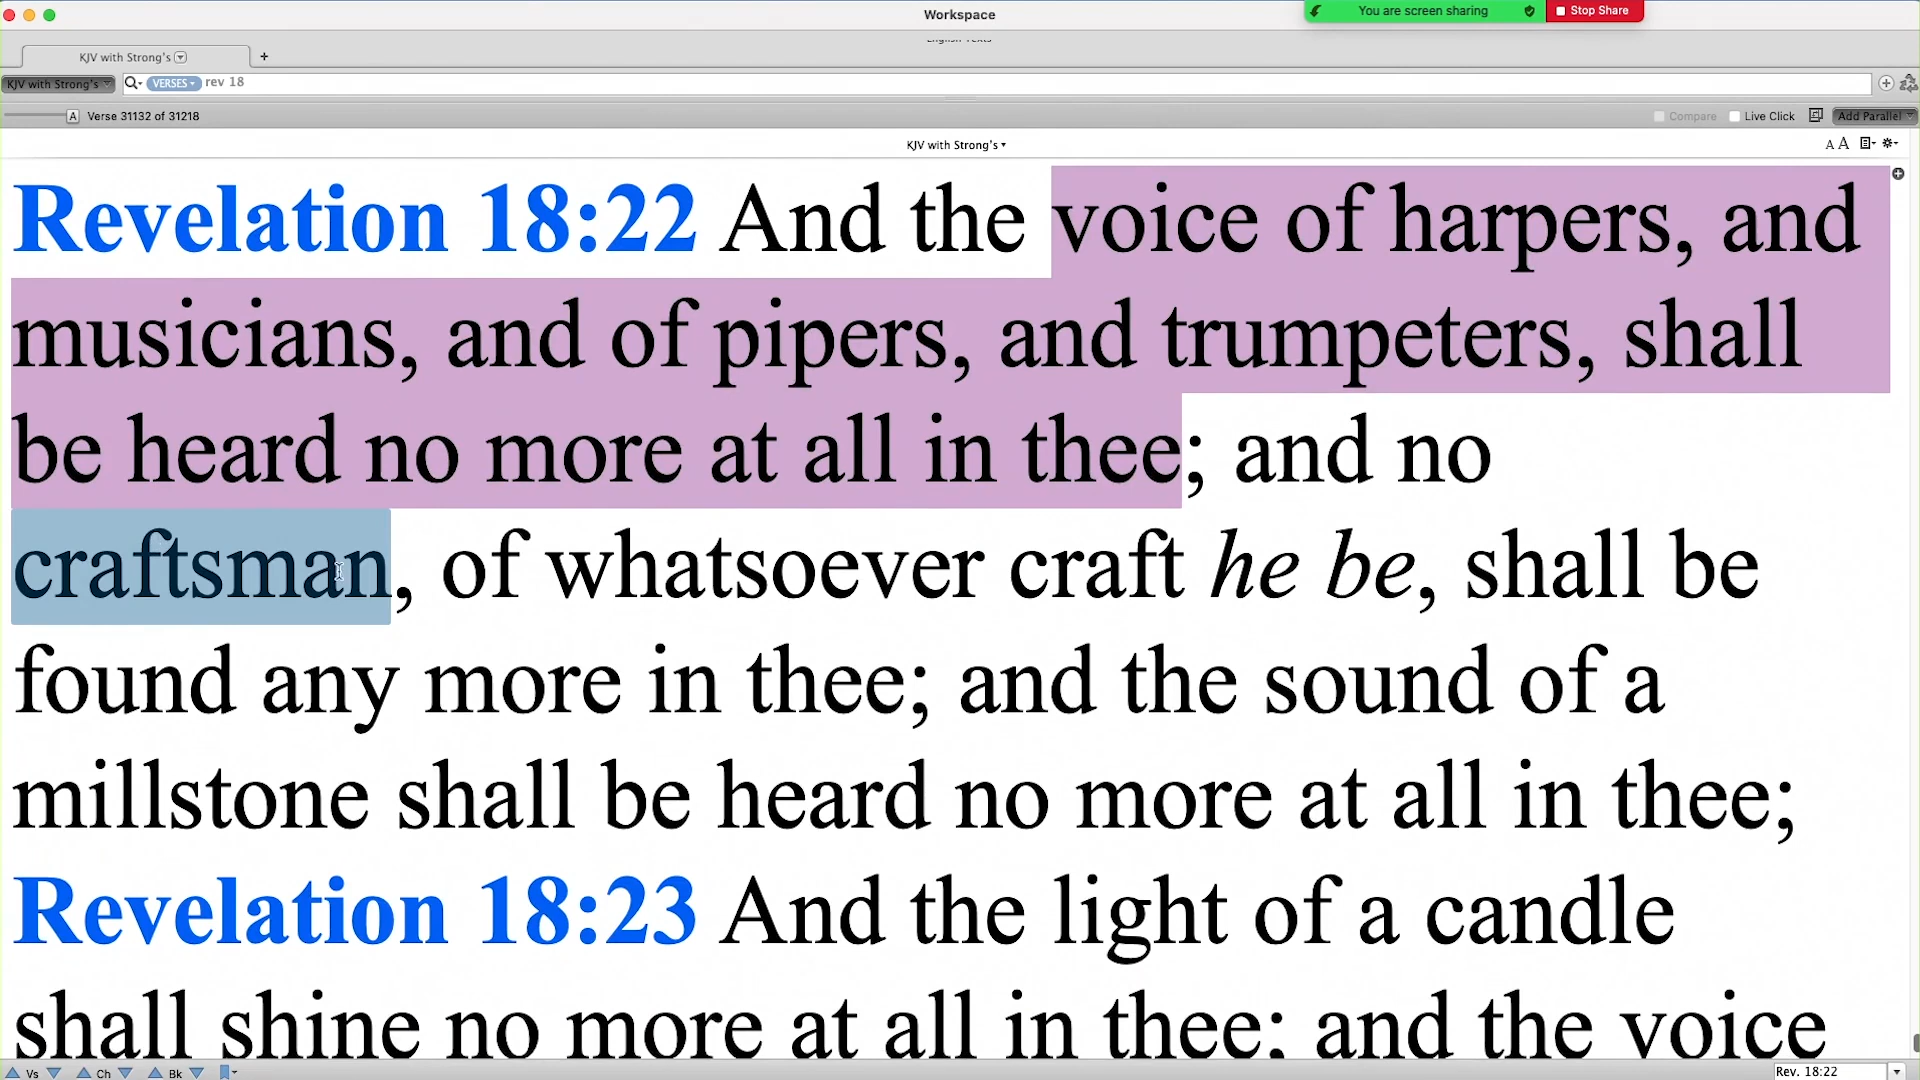 Workspace
You are screen sharing
Stop Share
English Texts
KJV with Strong's
+
KJV with Strong's
VERSES
rev 18
A
Verse 31132 of 31218
Compare
Live Click
Add Parallel
KJV with Strong's
A A
Revelation 18:22 And the voice of harpers, and
musicians, and of pipers, and trumpeters, shall
be heard no more at all in thee; and no
craftsman, of whatsoever craft he be, shall be
found any more in thee; and the sound of a
millstone shall be heard no more at all in thee;
Revelation 18:23 And the light of a candle
shall shine no more at all in thee; and the voice
Vs
Ch
Bk
Rev. 18:22